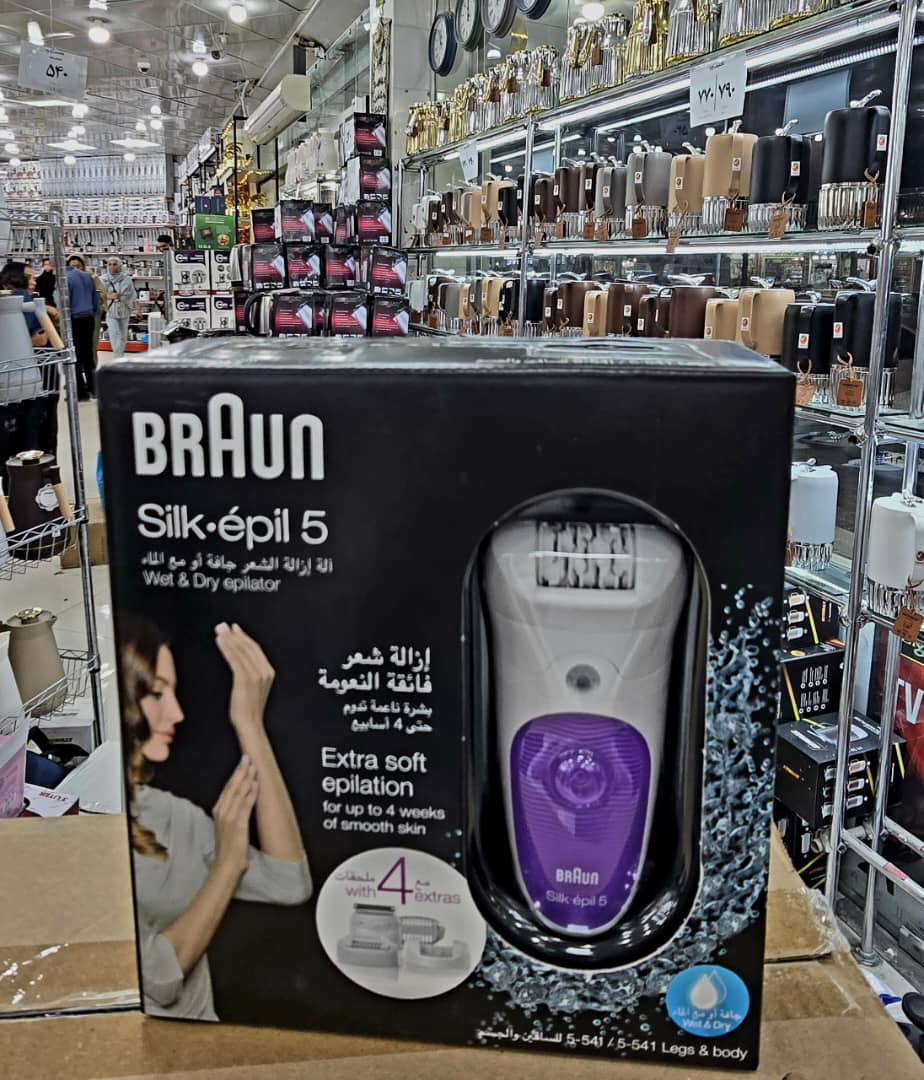 ۵۴۰
۷۹۰
۷۷۰
BRAUN
Silk•épil 5
آلة إزالة الشعر جافة أو مع الماء
Wet & Dry epilator
إزالة شعر
فائقة النعومة
بشرة ناعمة تدوم
حتى 4 أسابيع
Extra soft
epilation
for up to 4 weeks
of smooth skin
مع 4 ملحقات
with 4 extras
BRAUN
Silk•épil 5
جافة أو مع الماء
Wet & Dry
5-541 / 5-541 Legs & body للساقين والجسم